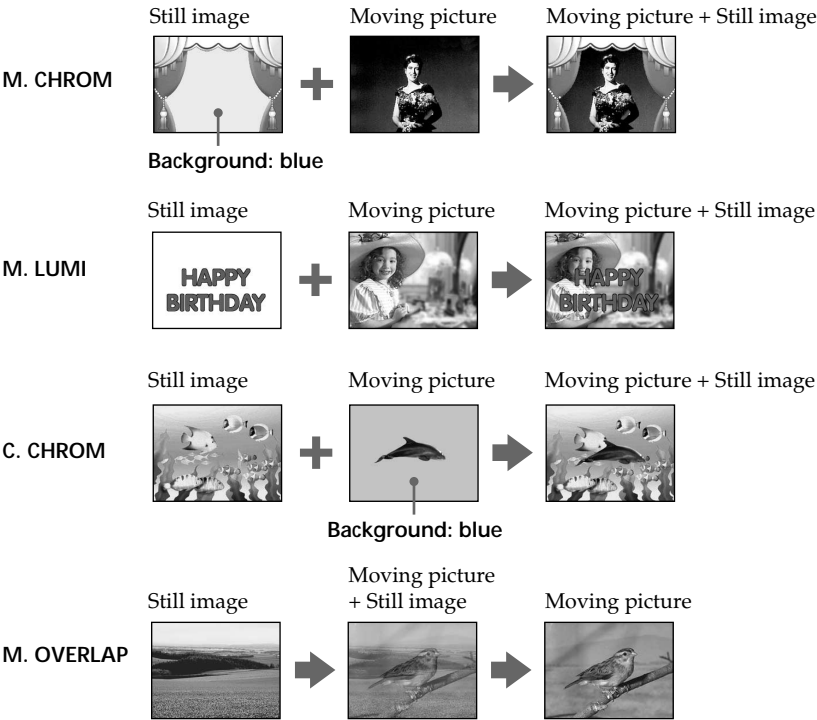 Still image
Moving picture
Moving picture + Still image
M. CHROM
Background: blue
Still image
Moving picture
Moving picture + Still image
M. LUMI
HAPPY
BIRTHDAY
HAPPY
BIRTHDAY
Still image
Moving picture
Moving picture + Still image
C. CHROM
Background: blue
Still image
Moving picture
+ Still image
Moving picture
M. OVERLAP